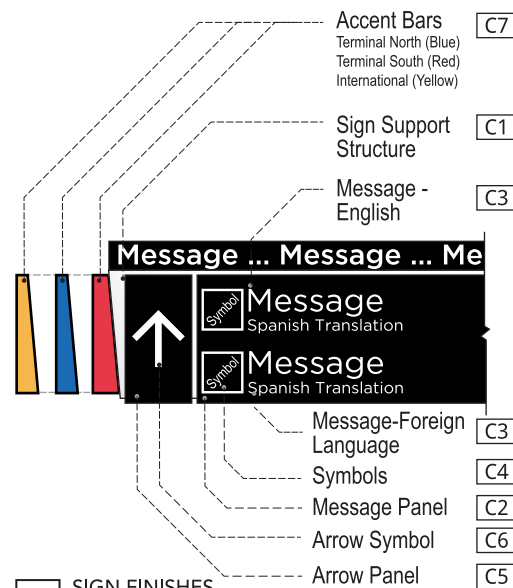 Accent Bars C7
Terminal North (Blue)
Terminal South (Red)
International (Yellow)
Sign Support C1
Structure
Message - C3
English
Message ... Message ... Me
Symbol Message
Spanish Translation
Symbol Message
Spanish Translation
Message-Foreign C3
Language
Symbols C4
Message Panel C2
Arrow Symbol C6
Arrow Panel C5
SIGN FINISHES